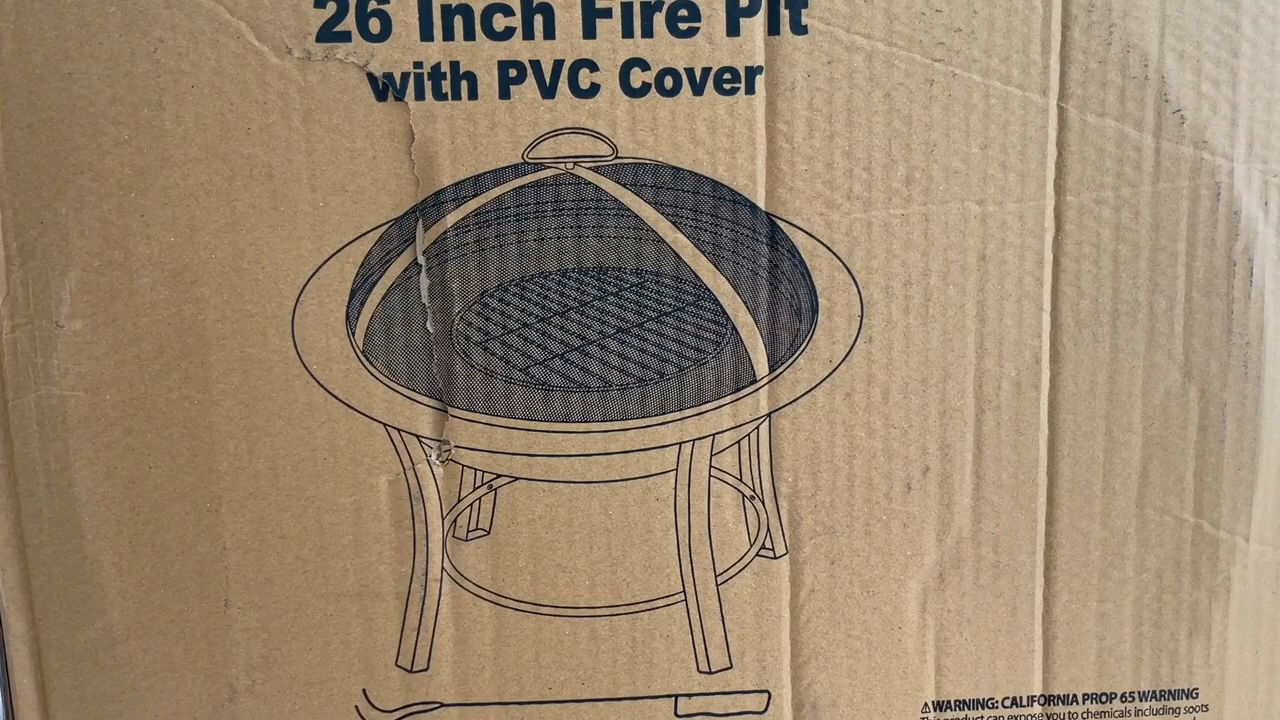 26 Inch Fire Pit
with PVC Cover
⚠WARNING: CALIFORNIA PROP 65 WARNING
This product can expose you to chemicals including soots